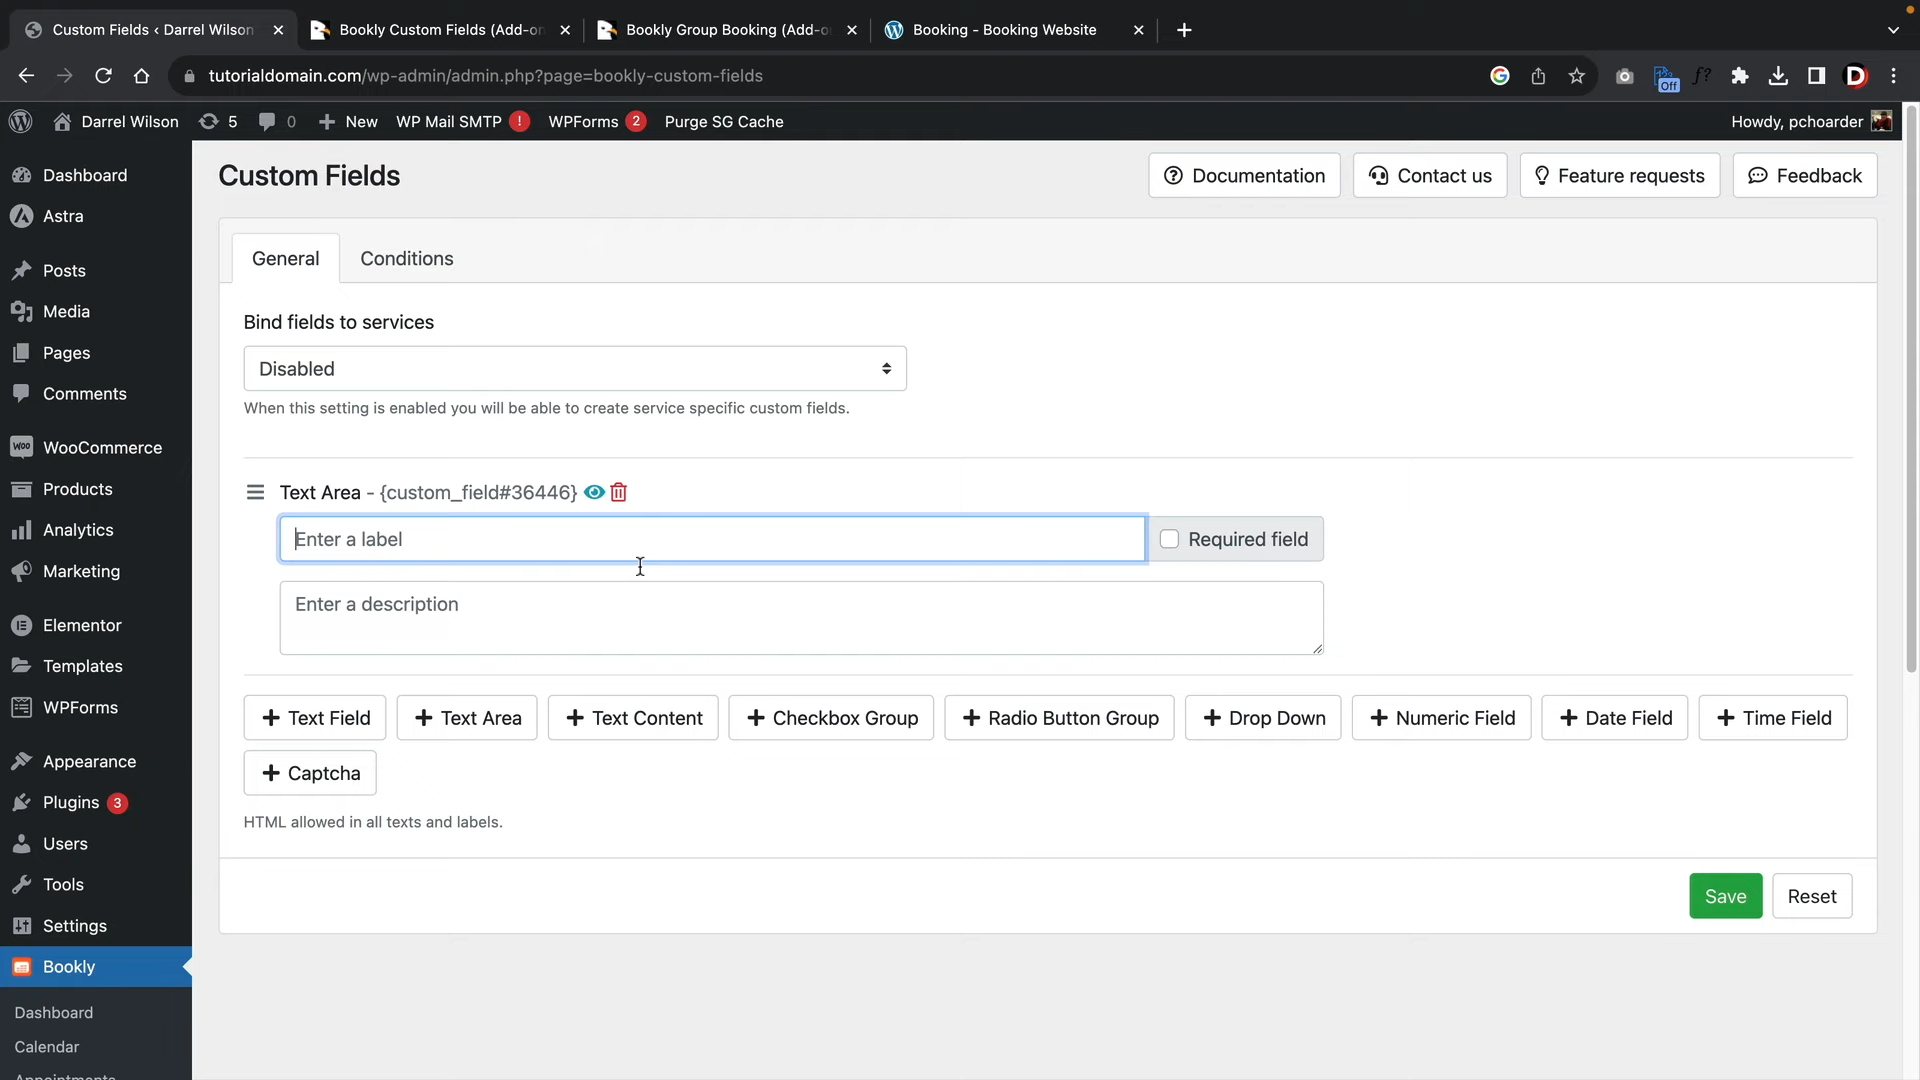 Custom Fields ‹ Darrel Wilson
Bookly Custom Fields (Add-on
Bookly Group Booking (Add-o
Booking - Booking Website
tutorialdomain.com/wp-admin/admin.php?page=bookly-custom-fields
Off
f?
D
Darrel Wilson
5
0
New
WP Mail SMTP !
WPForms 2
Purge SG Cache
Howdy, pchoarder
Dashboard
Astra
Posts
Media
Pages
Comments
WooCommerce
Products
Analytics
Marketing
Elementor
Templates
WPForms
Appearance
Plugins 3
Users
Tools
Settings
Bookly
Dashboard
Calendar
Appointments
Custom Fields
Documentation
Contact us
Feature requests
Feedback
General
Conditions
Bind fields to services
Disabled
When this setting is enabled you will be able to create service specific custom fields.
Text Area - {custom_field#36446}
Enter a label
Required field
Enter a description
Text Field
Text Area
Text Content
Checkbox Group
Radio Button Group
Drop Down
Numeric Field
Date Field
Time Field
Captcha
HTML allowed in all texts and labels.
Save
Reset